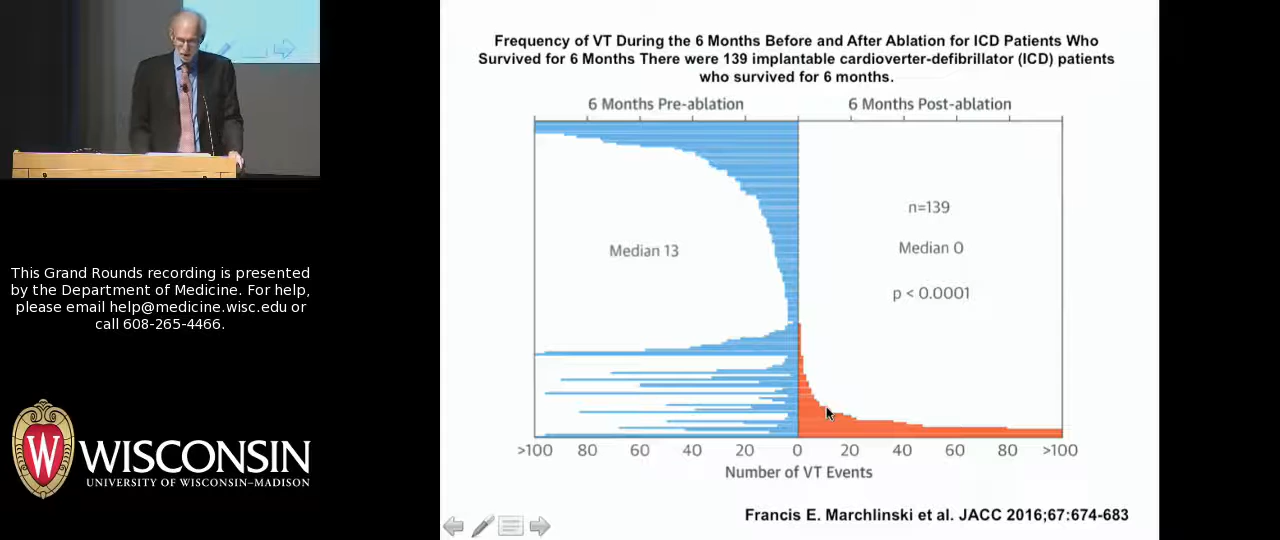 This Grand Rounds recording is presented
by the Department of Medicine. For help,
please email help@medicine.wisc.edu or
call 608-265-4466.
W
WISCONSIN
UNIVERSITY OF WISCONSIN–MADISON
Frequency of VT During the 6 Months Before and After Ablation for ICD Patients Who
Survived for 6 Months There were 139 implantable cardioverter-defibrillator (ICD) patients
who survived for 6 months.
6 Months Pre-ablation
6 Months Post-ablation
Median 13
n=139
Median 0
p < 0.0001
>100 80 60 40 20 0 20 40 60 80 >100
Number of VT Events
Francis E. Marchlinski et al. JACC 2016;67:674-683